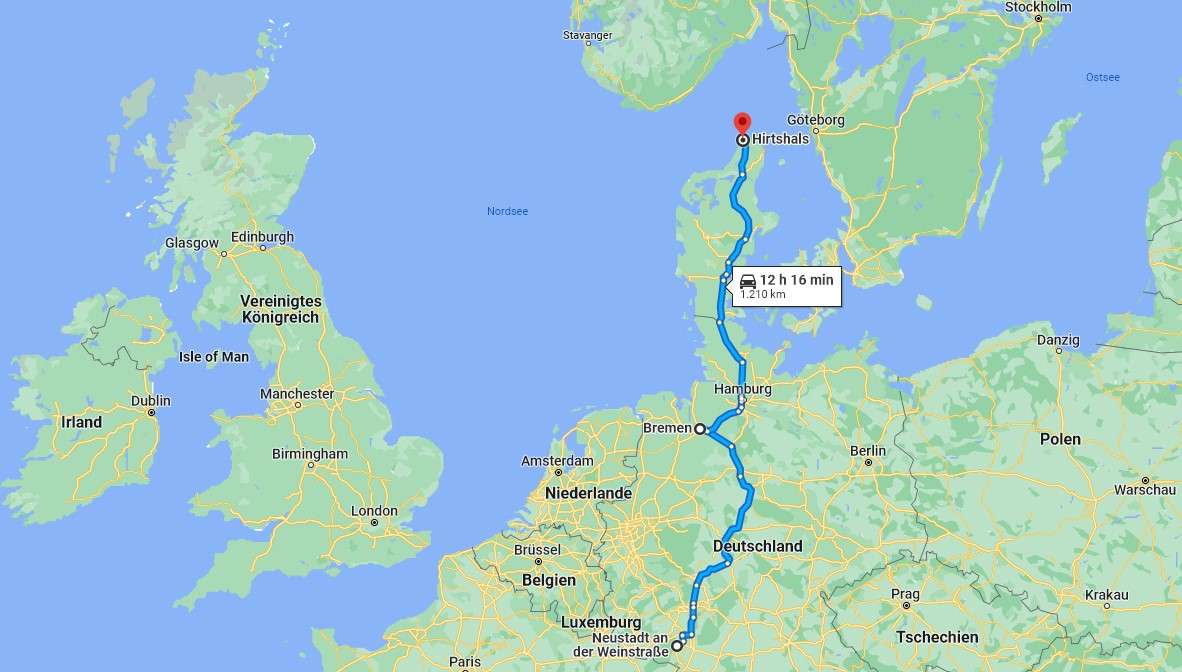 Stockholm
Stavanger
Ostsee
Göteborg
Hirtshals
Nordsee
Glasgow
Edinburgh
12 h 16 min
1.210 km
Vereinigtes
Königreich
Isle of Man
Danzig
Hamburg
Manchester
Dublin
Irland
Bremen
Polen
Birmingham
Berlin
Amsterdam
Niederlande
Warschau
London
Deutschland
Brüssel
Belgien
Prag
Krakau
Luxemburg
Tschechien
Neustadt an
der Weinstraße
Paris